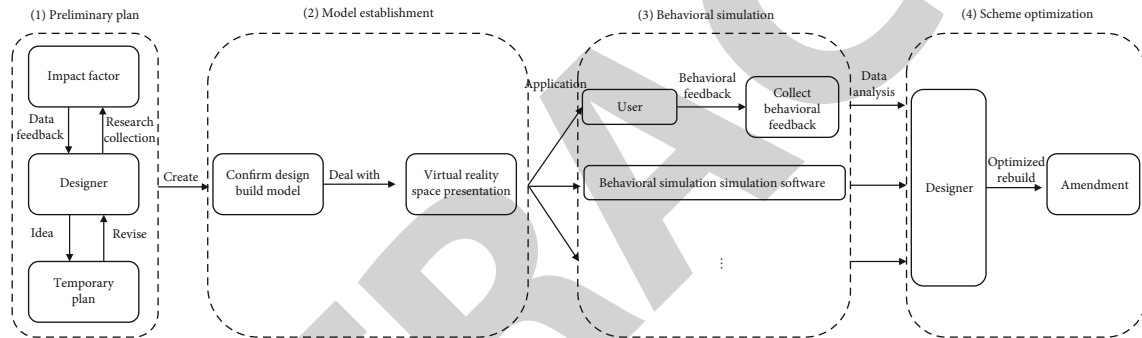 (1) Preliminary plan
Impact factor
Data
feedback
Research
collection
Designer
Idea
Revise
Temporary
plan
Create
(2) Model establishment
Confirm design
build model
Deal with
Virtual reality
space presentation
Application
(3) Behavioral simulation
User
Behavioral
feedback
Collect
behavioral
feedback
Behavioral simulation simulation software
⋮
Data
analysis
(4) Scheme optimization
Designer
Optimized
rebuild
Amendment